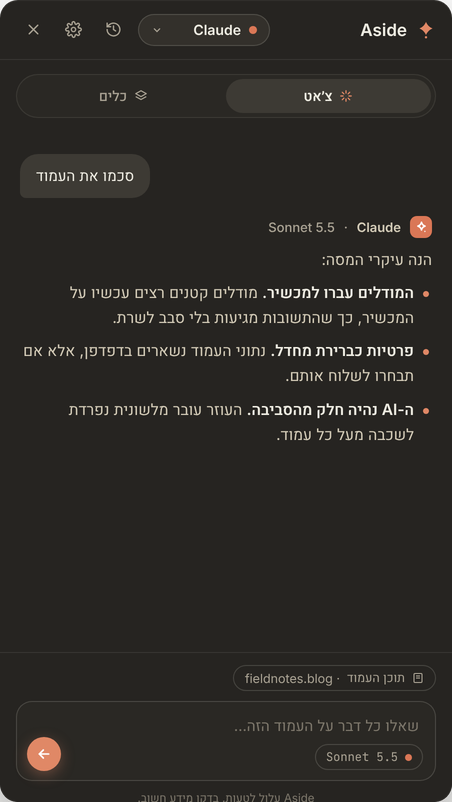 Aside
Claude
צ׳אט
כלים
סכמו את העמוד
Claude · Sonnet 5.5
הנה עיקרי המסה:
המודלים עברו למכשיר. מודלים קטנים רצים עכשיו על
המכשיר, כך שהתשובות מגיעות בלי סבב לשרת.
פרטיות כברירת מחדל. נתוני העמוד נשארים בדפדפן, אלא אם
תבחרו לשלוח אותם.
ה-AI נהיה חלק מהסביבה. העוזר עובר מלשונית נפרדת
לשכבה מעל כל עמוד.
תוכן העמוד · fieldnotes.blog
שאלו כל דבר על העמוד הזה...
Sonnet 5.5
Aside עלול לטעות. בדקו מידע חשוב.